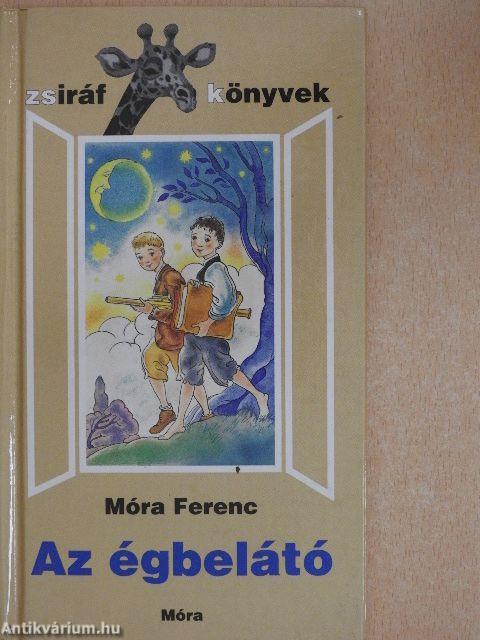 zsiráf könyvek
Móra Ferenc
Az égbelátó
Móra
Antikvárium.hu